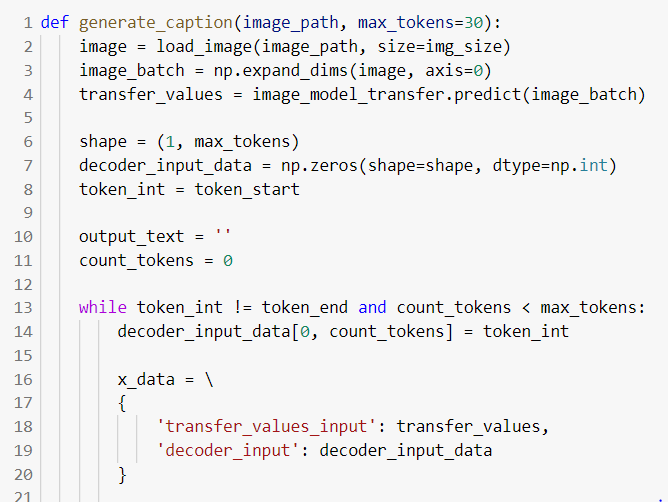 1 def generate_caption(image_path, max_tokens=30):
2     image = load_image(image_path, size=img_size)
3     image_batch = np.expand_dims(image, axis=0)
4     transfer_values = image_model_transfer.predict(image_batch)
5
6     shape = (1, max_tokens)
7     decoder_input_data = np.zeros(shape=shape, dtype=np.int)
8     token_int = token_start
9
10     output_text = ''
11     count_tokens = 0
12
13     while token_int != token_end and count_tokens < max_tokens:
14         decoder_input_data[0, count_tokens] = token_int
15
16         x_data = \
17         {
18             'transfer_values_input': transfer_values,
19             'decoder_input': decoder_input_data
20         }
21